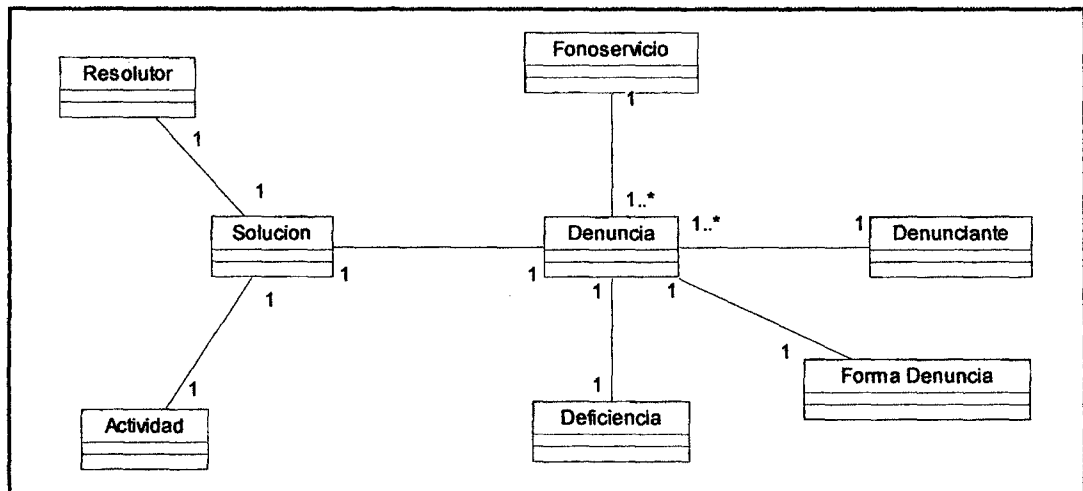 Fonoservicio
Resolutor
1
1
1
1..*
1..*
1
Solucion
Denuncia
Denunciante
1
1
1
1
1
1
1
1
Forma Denuncia
Actividad
Deficiencia